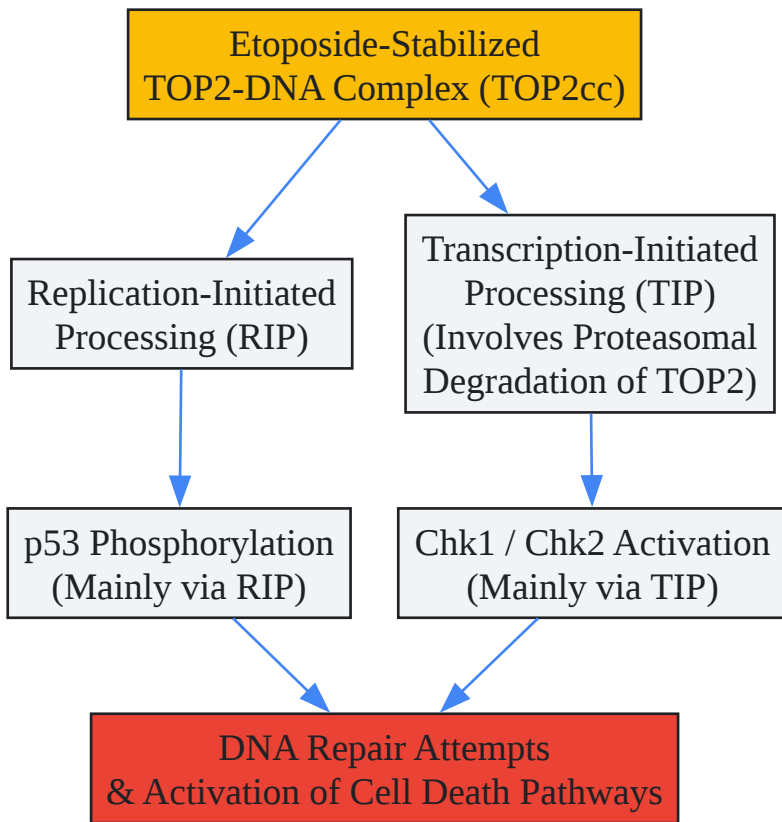 Etoposide-Stabilized
TOP2-DNA Complex (TOP2cc)
Replication-Initiated
Processing (RIP)
Transcription-Initiated
Processing (TIP)
(Involves Proteasomal
Degradation of TOP2)
p53 Phosphorylation
(Mainly via RIP)
Chk1 / Chk2 Activation
(Mainly via TIP)
DNA Repair Attempts
& Activation of Cell Death Pathways